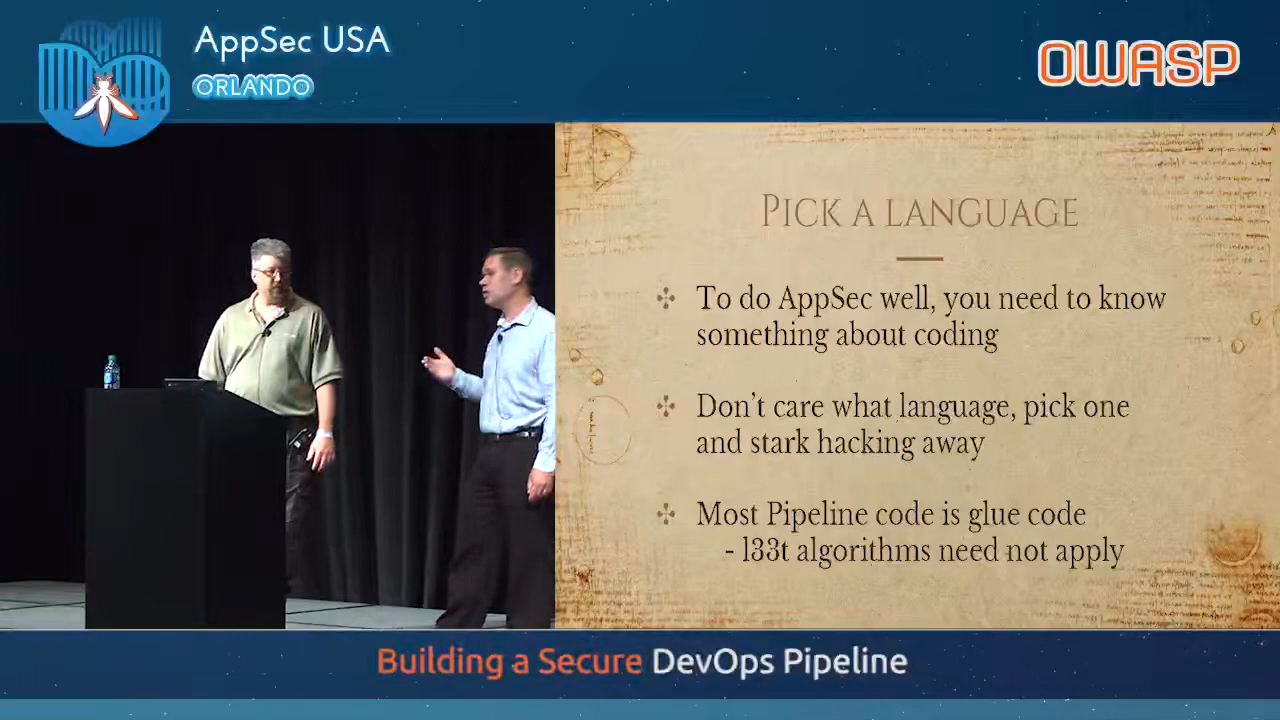 AppSec USA
ORLANDO
OWASP
PICK A LANGUAGE
To do AppSec well, you need to know
something about coding
Don't care what language, pick one
and stark hacking away
Most Pipeline code is glue code
- l33t algorithms need not apply
Building a Secure DevOps Pipeline